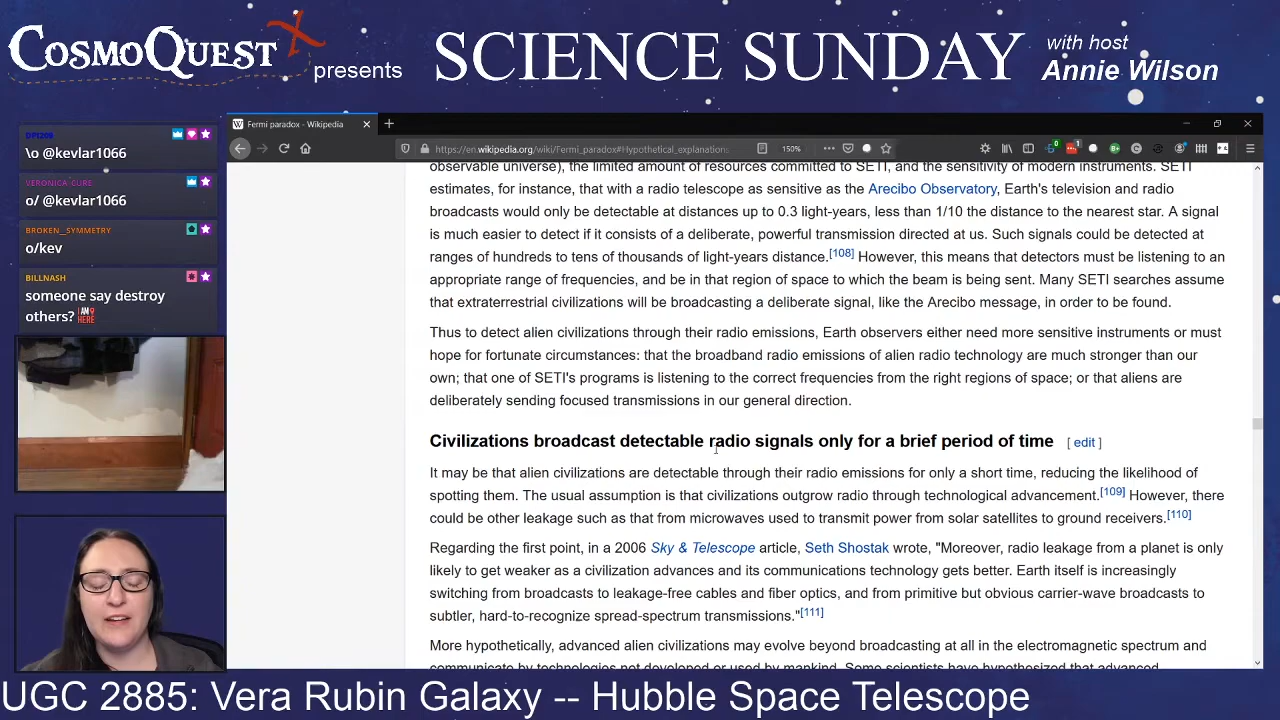 COSMOQUEST X
presents
SCIENCE SUNDAY
with host
Annie Wilson
DPI209
\o @kevlar1066
VERONICA_CURE
o/ @kevlar1066
BROKEN__SYMMETRY
o/kev
BILLNASH
someone say destroy
others? I AM HERE
Fermi paradox - Wikipedia
https://en.wikipedia.org/wiki/Fermi_paradox#Hypothetical_explanations
150%
observable universe), the limited amount of resources committed to SETI, and the sensitivity of modern instruments. SETI
estimates, for instance, that with a radio telescope as sensitive as the Arecibo Observatory, Earth's television and radio
broadcasts would only be detectable at distances up to 0.3 light-years, less than 1/10 the distance to the nearest star. A signal
is much easier to detect if it consists of a deliberate, powerful transmission directed at us. Such signals could be detected at
ranges of hundreds to tens of thousands of light-years distance.[108] However, this means that detectors must be listening to an
appropriate range of frequencies, and be in that region of space to which the beam is being sent. Many SETI searches assume
that extraterrestrial civilizations will be broadcasting a deliberate signal, like the Arecibo message, in order to be found.
Thus to detect alien civilizations through their radio emissions, Earth observers either need more sensitive instruments or must
hope for fortunate circumstances: that the broadband radio emissions of alien radio technology are much stronger than our
own; that one of SETI's programs is listening to the correct frequencies from the right regions of space; or that aliens are
deliberately sending focused transmissions in our general direction.
Civilizations broadcast detectable radio signals only for a brief period of time [ edit ]
It may be that alien civilizations are detectable through their radio emissions for only a short time, reducing the likelihood of
spotting them. The usual assumption is that civilizations outgrow radio through technological advancement.[109] However, there
could be other leakage such as that from microwaves used to transmit power from solar satellites to ground receivers.[110]
Regarding the first point, in a 2006 Sky & Telescope article, Seth Shostak wrote, "Moreover, radio leakage from a planet is only
likely to get weaker as a civilization advances and its communications technology gets better. Earth itself is increasingly
switching from broadcasts to leakage-free cables and fiber optics, and from primitive but obvious carrier-wave broadcasts to
subtler, hard-to-recognize spread-spectrum transmissions."[111]
More hypothetically, advanced alien civilizations may evolve beyond broadcasting at all in the electromagnetic spectrum and
communicate by technologies not developed or used by mankind. Some scientists have hypothesized that advanced
UGC 2885: Vera Rubin Galaxy -- Hubble Space Telescope